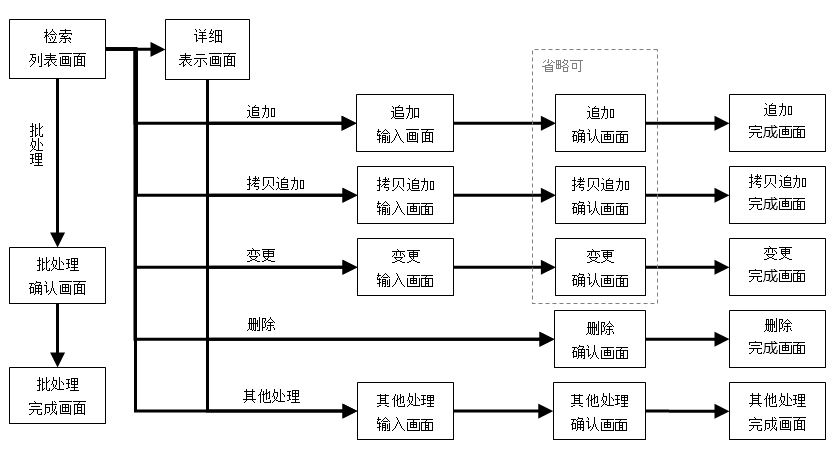 检索
列表画面
详细
表示画面
省略可
批处理
追加
追加
输入画面
追加
确认画面
追加
完成画面
拷贝追加
拷贝追加
输入画面
拷贝追加
确认画面
拷贝追加
完成画面
变更
变更
输入画面
变更
确认画面
变更
完成画面
批处理
确认画面
删除
删除
确认画面
删除
完成画面
批处理
完成画面
其他处理
其他处理
输入画面
其他处理
确认画面
其他处理
完成画面